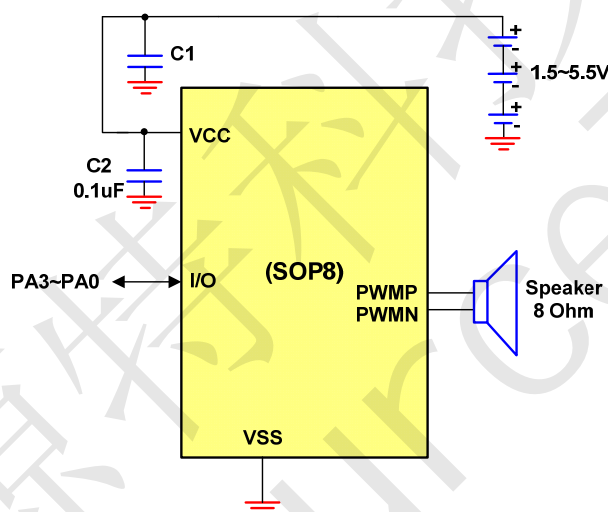 C1
+
-
+
-
+
-
1.5~5.5V
VCC
C2
0.1uF
(SOP8)
PA3~PA0
I/O
PWMP
PWMN
Speaker
8 Ohm
VSS